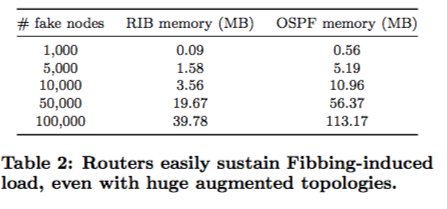 # fake nodes RIB memory (MB) OSPF memory (MB)
1,000 0.09 0.56
5,000 1.58 5.19
10,000 3.56 10.96
50,000 19.67 56.37
100,000 39.78 113.17
Table 2: Routers easily sustain Fibbing-induced
load, even with huge augmented topologies.